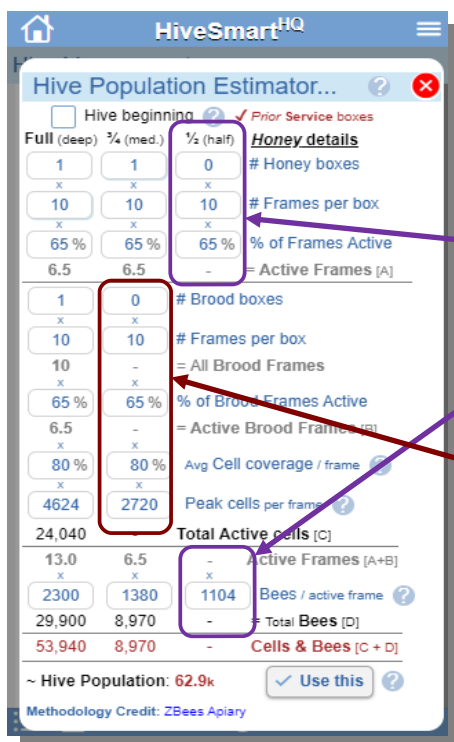 HiveSmartHQ
Hive Population Estimator...
Hive beginning ? ✓ Prior Service boxes
Full (deep) ¾ (med.) ½ (half) Honey details
1 1 0 # Honey boxes
x x x
10 10 10 # Frames per box
x x x
65 % 65 % 65 % % of Frames Active
6.5 6.5 - = Active Frames [A]
1 0 # Brood boxes
x x
10 10 # Frames per box
10 - = All Brood Frames
x x
65 % 65 % % of Brood Frames Active
6.5 - = Active Brood Frames [B]
x x
80 % 80 % Avg Cell coverage / frame ?
x x
4624 2720 Peak cells per frame ?
24,040 - Total Active cells [C]
13.0 6.5 - Active Frames [A+B]
x x x
2300 1380 1104 Bees / active frame ?
29,900 8,970 - = Total Bees [D]
53,940 8,970 - Cells & Bees [C + D]
~ Hive Population: 62.9k ✓ Use this ?
Methodology Credit: ZBees Apiary